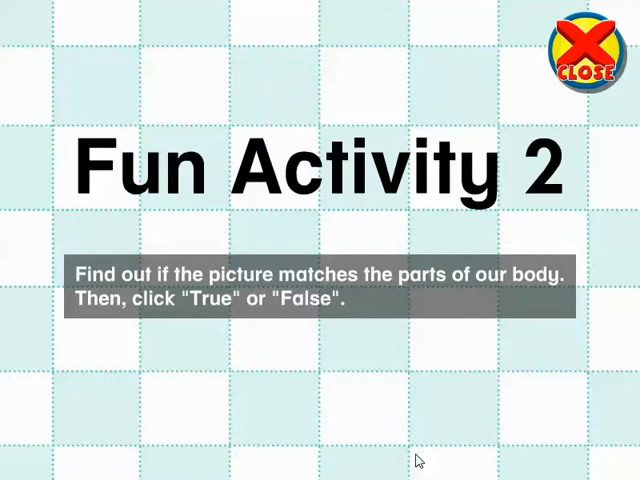 CLOSE
Fun Activity 2
Find out if the picture matches the parts of our body.
Then, click "True" or "False".